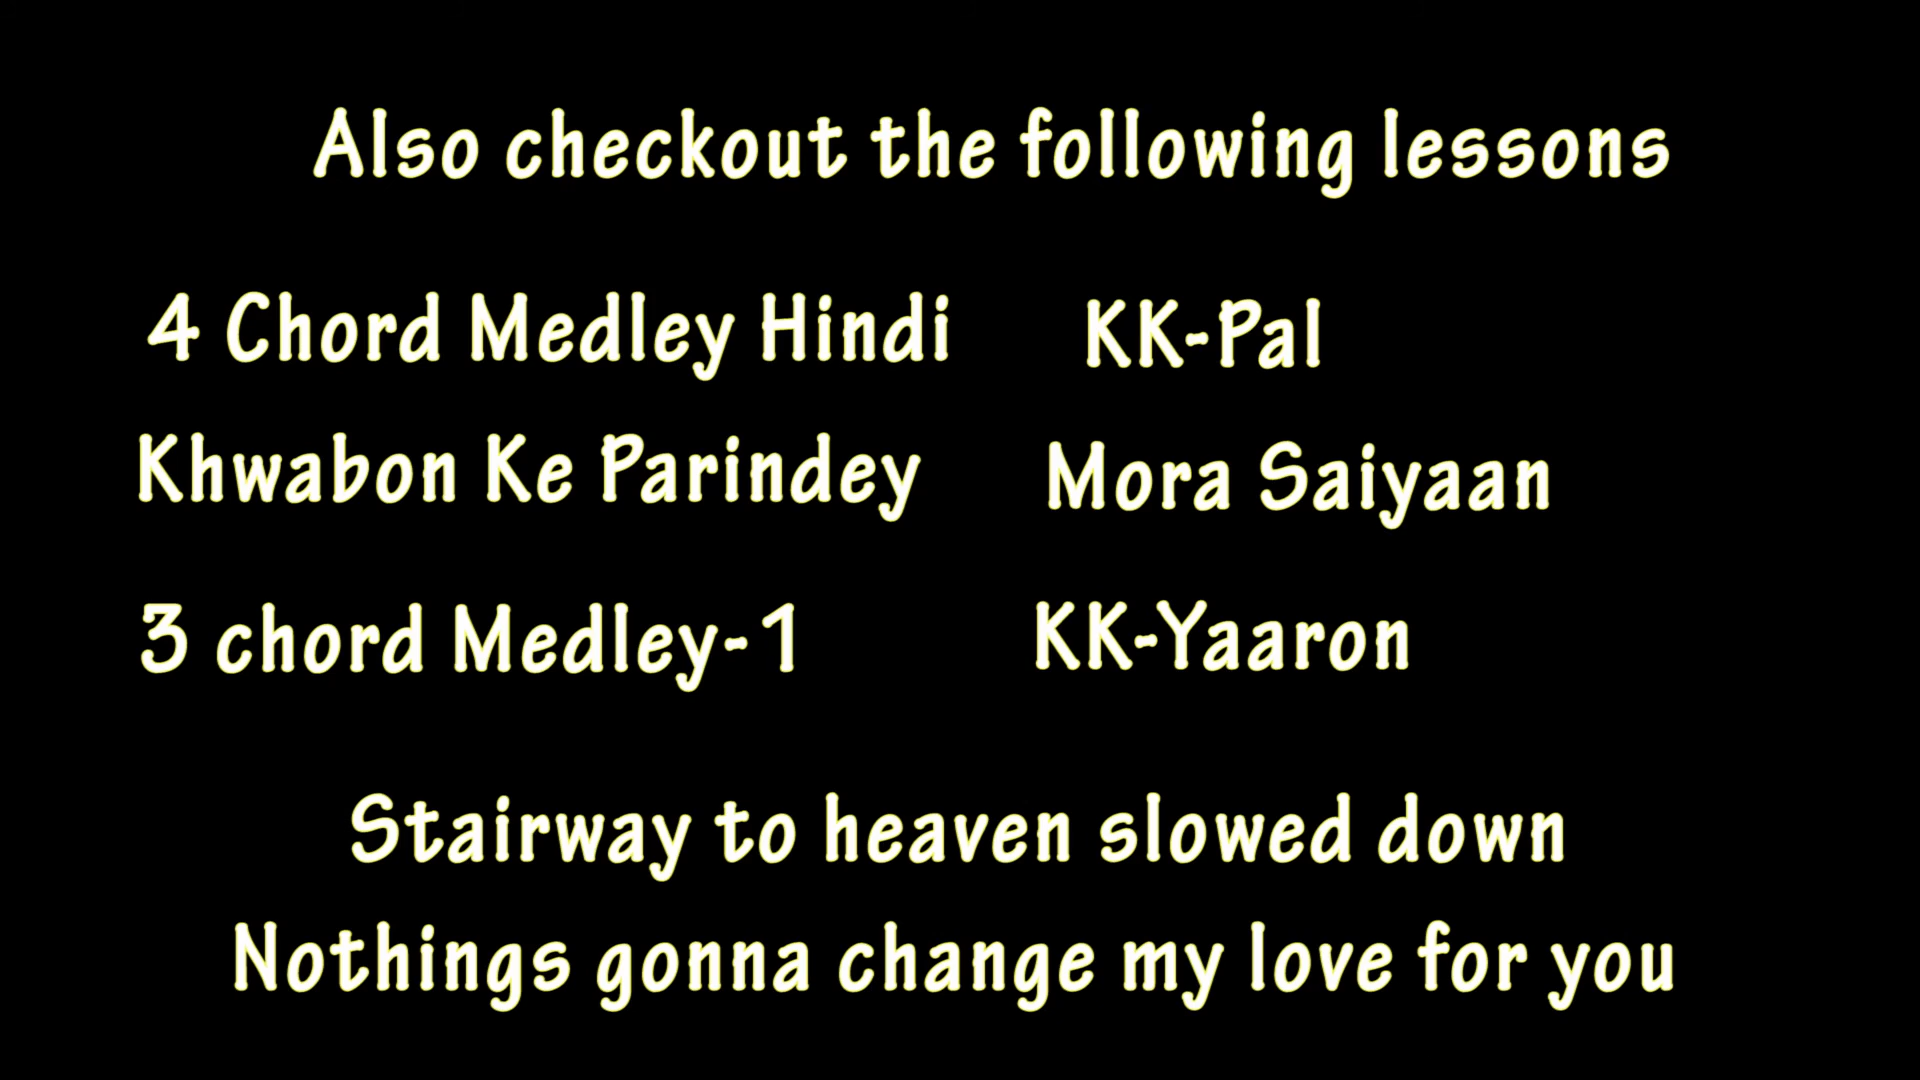 Also checkout the following lessons
4 Chord Medley Hindi
KK-Pal
Khwabon Ke Parindey
Mora Saiyaan
3 chord Medley-1
KK-Yaaron
Stairway to heaven slowed down
Nothings gonna change my love for you